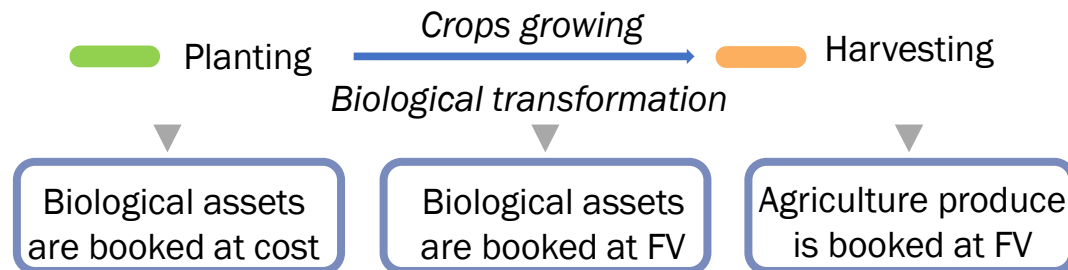 Crops growing
Planting
Harvesting
Biological transformation
Biological assets
are booked at cost
Biological assets
are booked at FV
Agriculture produce
is booked at FV